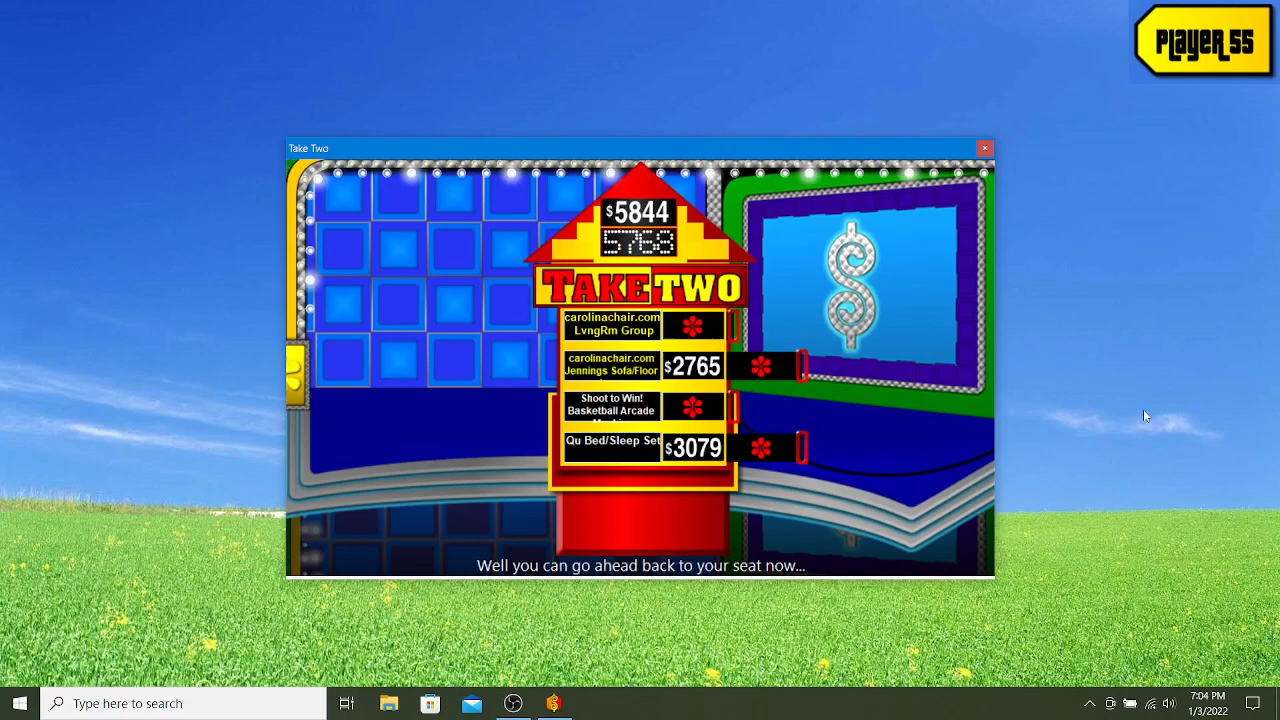 Player 55
Take Two
$5844
5758
TAKE TWO
carolinachair.com
LvngRm Group
carolinachair.com
Jennings Sofa/Floor
$2765
Shoot to Win!
Basketball Arcade
Qu Bed/Sleep Set
$3079
Well you can go ahead back to your seat now...
Type here to search
7:04 PM
1/3/2022